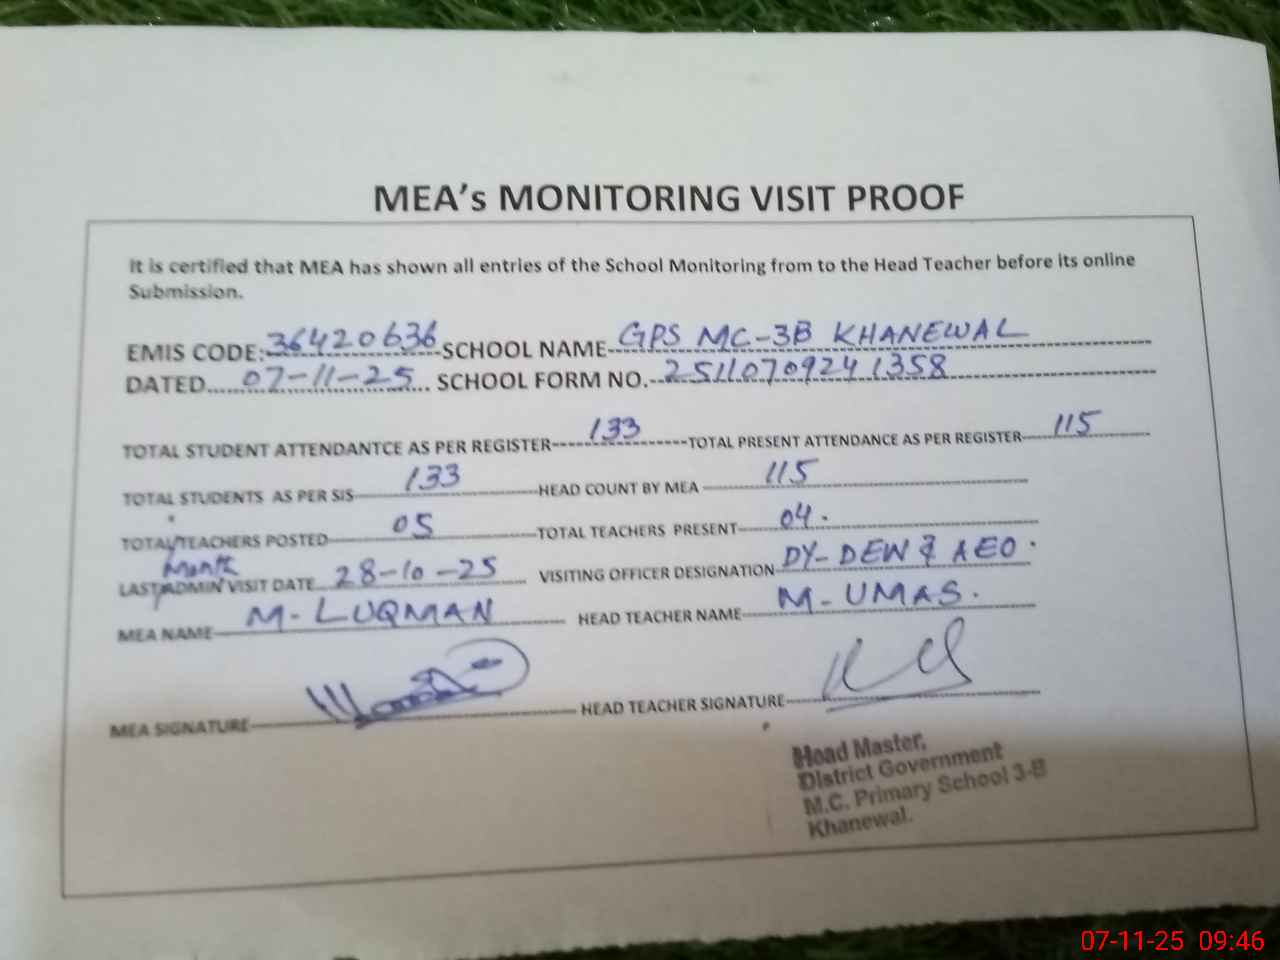 MEA's MONITORING VISIT PROOF
It is certified that MEA has shown all entries of the School Monitoring from to the Head Teacher before its online
Submission.
EMIS CODE: 36420636 SCHOOL NAME GPS MC-3B KHANEWAL
DATED 07-11-25 SCHOOL FORM NO. 2511070924 1358
TOTAL STUDENT ATTENDANTCE AS PER REGISTER 133 TOTAL PRESENT ATTENDANCE AS PER REGISTER 115
TOTAL STUDENTS AS PER SIS 133 HEAD COUNT BY MEA 115
TOTAL TEACHERS POSTED 05 TOTAL TEACHERS PRESENT 04.
Month
LAST ADMIN VISIT DATE 28-10-25 VISITING OFFICER DESIGNATION DY-DEW & AEO.
MEA NAME M. LUQMAN HEAD TEACHER NAME M. UMAS.
MEA SIGNATURE HEAD TEACHER SIGNATURE
Head Master,
District Government
M.C. Primary School 3-B
Khanewal.
07-11-25 09:46